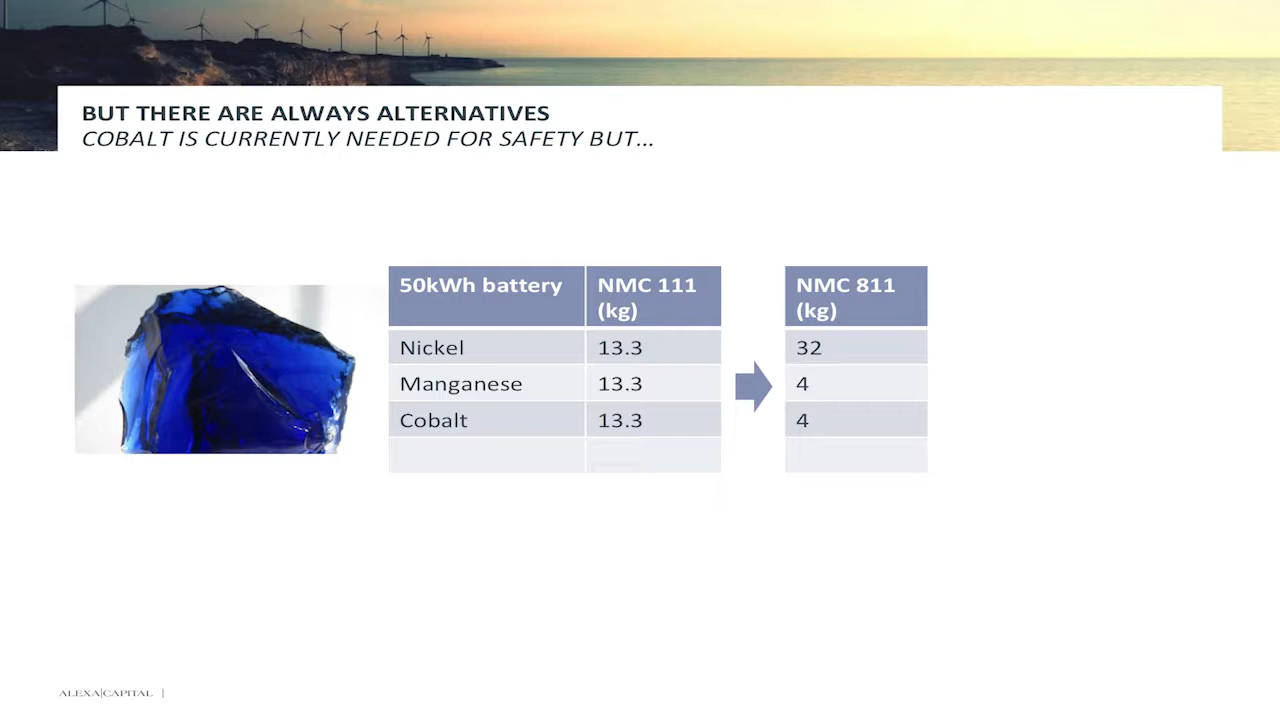 BUT THERE ARE ALWAYS ALTERNATIVES
COBALT IS CURRENTLY NEEDED FOR SAFETY BUT...
50kWh battery NMC 111 (kg) NMC 811 (kg)
Nickel 13.3 32
Manganese 13.3 4
Cobalt 13.3 4
ALEXA|CAPITAL |